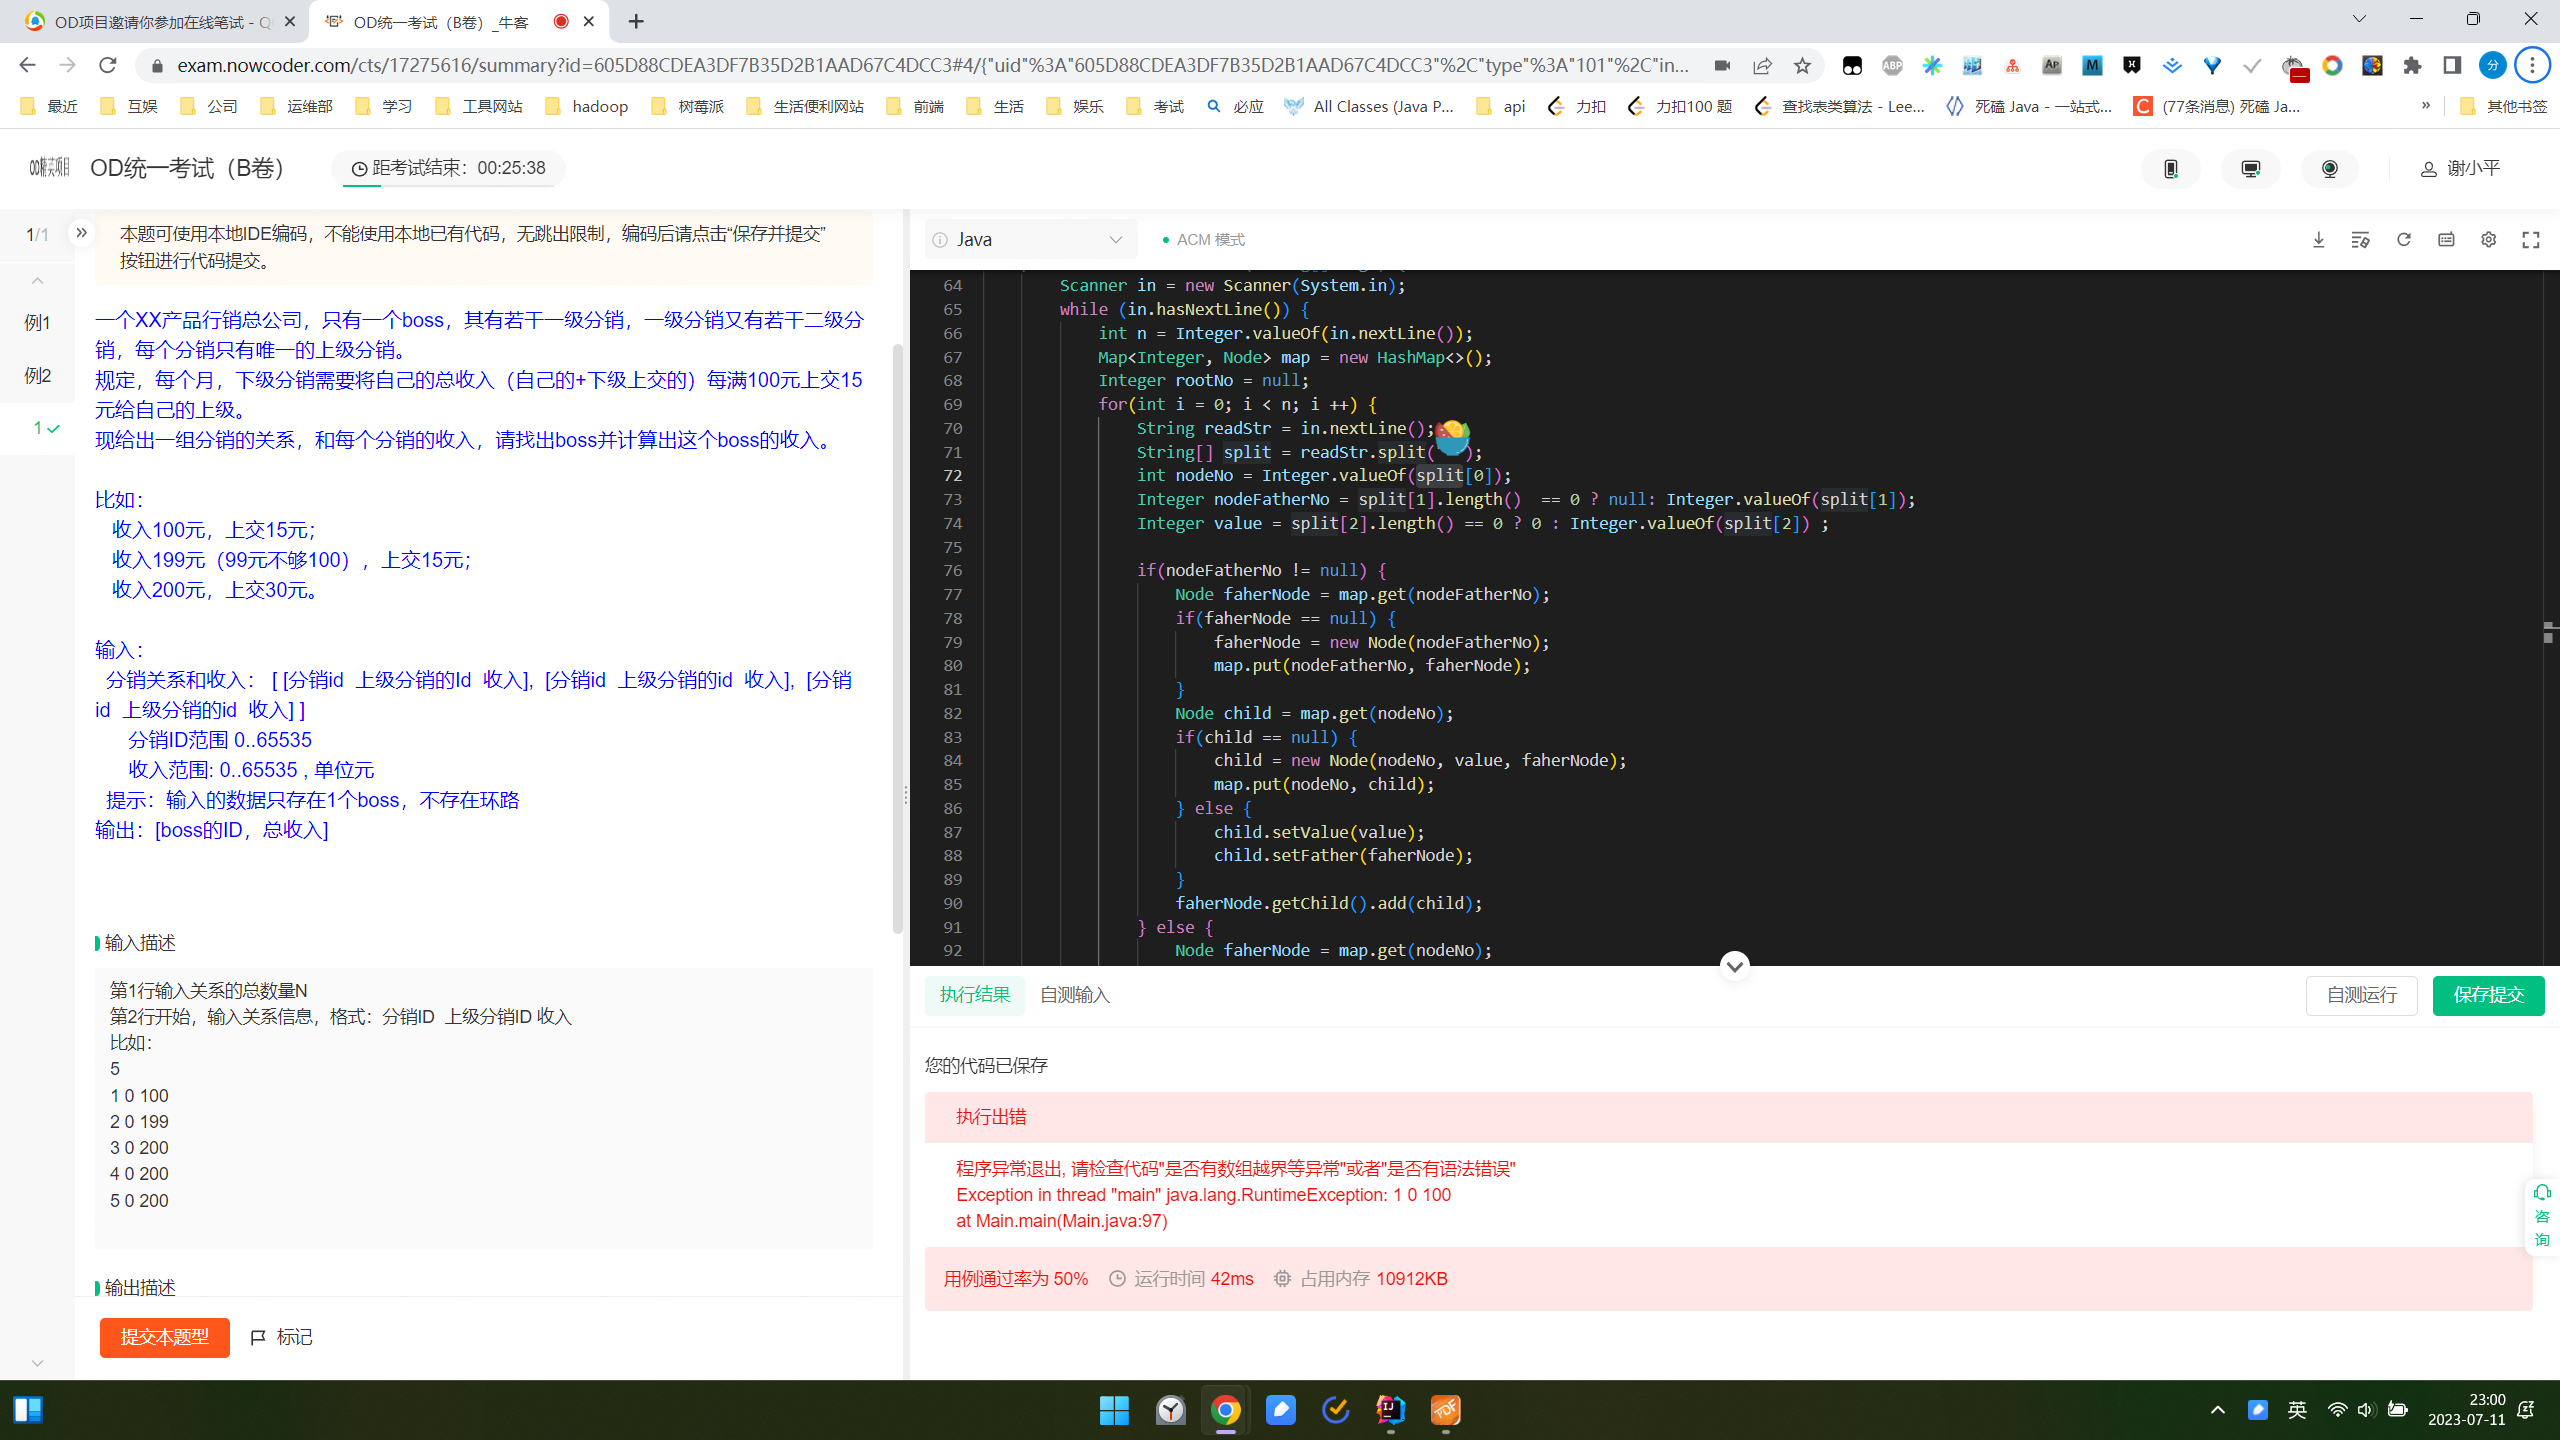 OD项目邀请你参加在线笔试 - Q
OD统一考试（B卷）_牛客
exam.nowcoder.com/cts/17275616/summary?id=605D88CDEA3DF7B35D2B1AAD67C4DCC3#4/{"uid"%3A"605D88CDEA3DF7B35D2B1AAD67C4DCC3"%2C"type"%3A"101"%2C"in...
ABP
AP
M
分
最近
互娱
公司
运维部
学习
工具网站
hadoop
树莓派
生活便利网站
前端
生活
娱乐
考试
必应
All Classes (Java P...
api
力扣
力扣100 题
查找表类算法 - Lee...
死磕 Java - 一站式...
C
(77条消息) 死磕 Ja...
»
其他书签
OD精英项目
OD统一考试（B卷）
距考试结束：00:25:38
谢小平
1/1
例1
例2
1
本题可使用本地IDE编码，不能使用本地已有代码，无跳出限制，编码后请点击“保存并提交”
按钮进行代码提交。
一个XX产品行销总公司，只有一个boss，其有若干一级分销，一级分销又有若干二级分
销，每个分销只有唯一的上级分销。
规定，每个月，下级分销需要将自己的总收入（自己的+下级上交的）每满100元上交15
元给自己的上级。
现给出一组分销的关系，和每个分销的收入，请找出boss并计算出这个boss的收入。
比如：
收入100元，上交15元；
收入199元（99元不够100），上交15元；
收入200元，上交30元。
输入：
分销关系和收入： [ [分销id 上级分销的Id 收入], [分销id 上级分销的id 收入], [分销
id 上级分销的id 收入] ]
分销ID范围 0..65535
收入范围: 0..65535 , 单位元
提示：输入的数据只存在1个boss，不存在环路
输出：[boss的ID，总收入]
输入描述
第1行输入关系的总数量N
第2行开始，输入关系信息，格式：分销ID 上级分销ID 收入
比如：
5
1 0 100
2 0 199
3 0 200
4 0 200
5 0 200
输出描述
提交本题型
标记
Java
ACM 模式
64 Scanner in = new Scanner(System.in);
65 while (in.hasNextLine()) {
66 int n = Integer.valueOf(in.nextLine());
67 Map<Integer, Node> map = new HashMap<>();
68 Integer rootNo = null;
69 for(int i = 0; i < n; i ++) {
70 String readStr = in.nextLine();
71 String[] split = readStr.split( );
72 int nodeNo = Integer.valueOf(split[0]);
73 Integer nodeFatherNo = split[1].length()  == 0 ? null: Integer.valueOf(split[1]);
74 Integer value = split[2].length() == 0 ? 0 : Integer.valueOf(split[2]) ;
75
76 if(nodeFatherNo != null) {
77 Node faherNode = map.get(nodeFatherNo);
78 if(faherNode == null) {
79 faherNode = new Node(nodeFatherNo);
80 map.put(nodeFatherNo, faherNode);
81 }
82 Node child = map.get(nodeNo);
83 if(child == null) {
84 child = new Node(nodeNo, value, faherNode);
85 map.put(nodeNo, child);
86 } else {
87 child.setValue(value);
88 child.setFather(faherNode);
89 }
90 faherNode.getChild().add(child);
91 } else {
92 Node faherNode = map.get(nodeNo);
执行结果
自测输入
自测运行
保存提交
您的代码已保存
执行出错
程序异常退出, 请检查代码"是否有数组越界等异常"或者"是否有语法错误"
Exception in thread "main" java.lang.RuntimeException: 1 0 100
at Main.main(Main.java:97)
用例通过率为 50%
运行时间 42ms
占用内存 10912KB
咨
询
英
23:00
2023-07-11